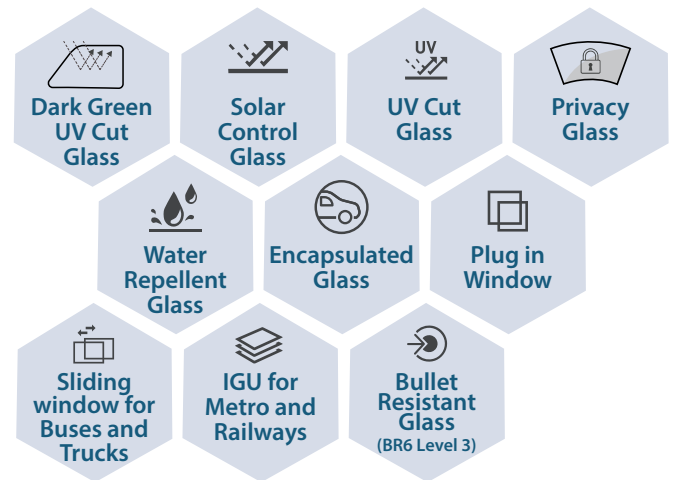 Dark Green
UV Cut
Glass
Solar
Control
Glass
UV
UV Cut
Glass
Privacy
Glass
Water
Repellent
Glass
Encapsulated
Glass
Plug in
Window
Sliding
window for
Buses and
Trucks
IGU for
Metro and
Railways
Bullet
Resistant
Glass
(BR6 Level 3)